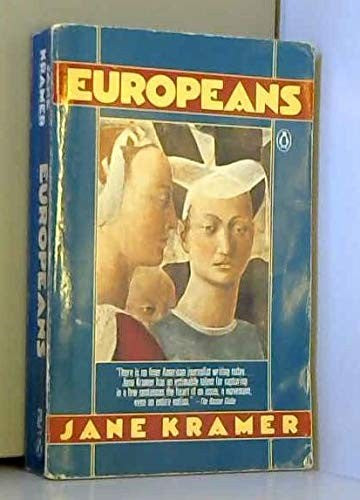 EUROPEANS
"There is no finer American journalist writing today.
Jane Kramer has an estimable talent for capturing
in a few sentences the heart of an issue, a movement,
even an entire nation." —The Boston Globe
JANE KRAMER
KRAMER
EUROPEANS